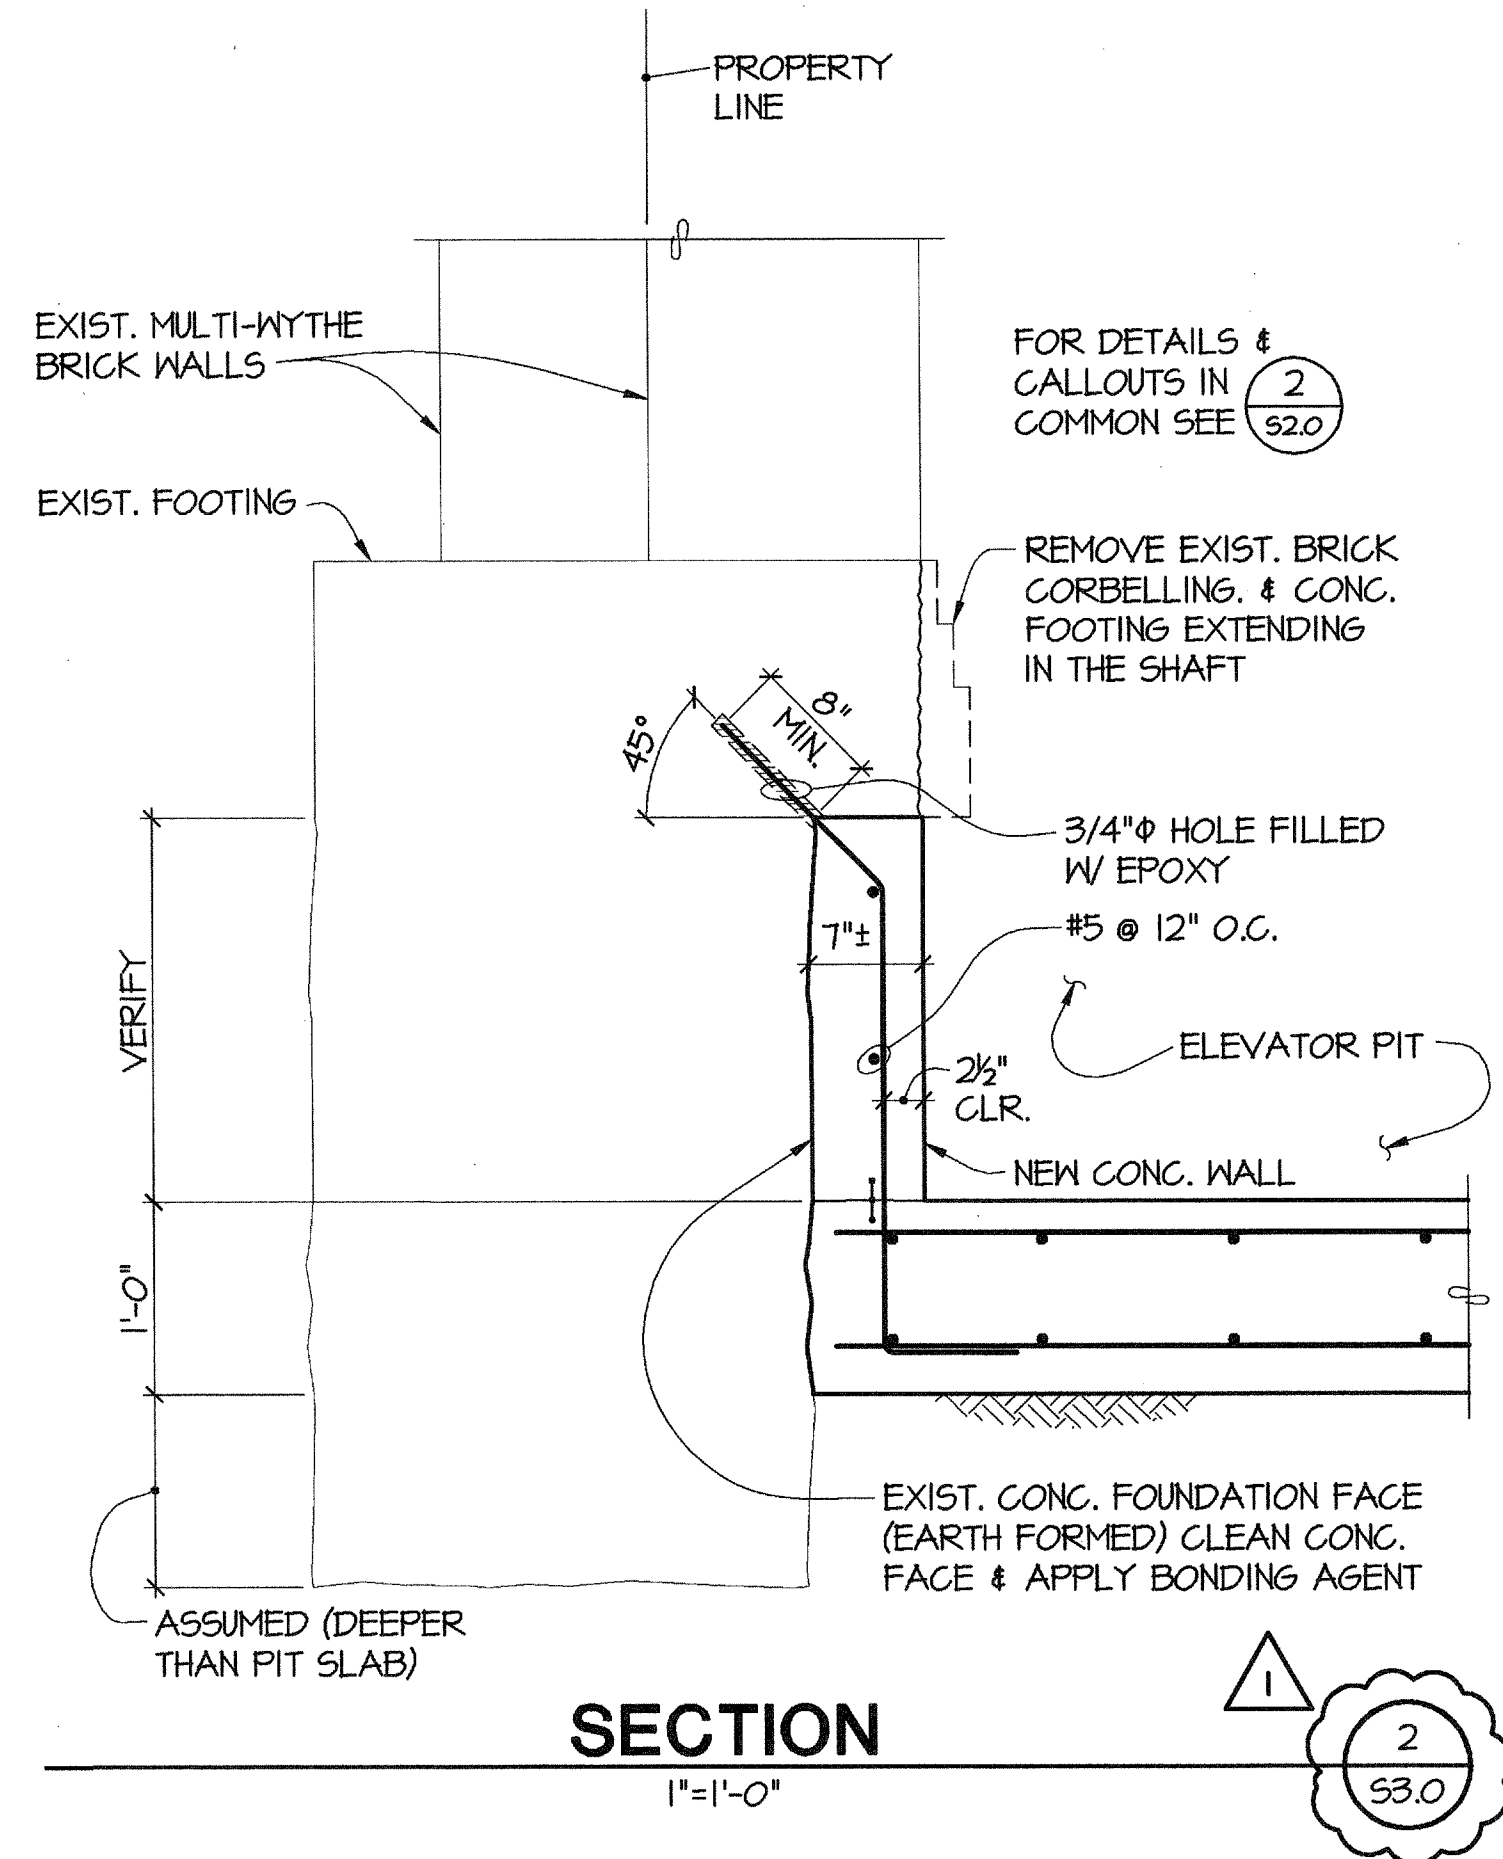 PROPERTY
LINE
EXIST. MULTI-WYTHE
BRICK WALLS
FOR DETAILS &
CALLOUTS IN
COMMON SEE
2
S2.0
EXIST. FOOTING
REMOVE EXIST. BRICK
CORBELLING. & CONC.
FOOTING EXTENDING
IN THE SHAFT
45°
8"
MIN.
3/4"Φ HOLE FILLED
W/ EPOXY
7"±
#5 @ 12" O.C.
VERIFY
ELEVATOR PIT
2½"
CLR.
NEW CONC. WALL
1'-0"
EXIST. CONC. FOUNDATION FACE
(EARTH FORMED) CLEAN CONC.
FACE & APPLY BONDING AGENT
ASSUMED (DEEPER
THAN PIT SLAB)
1
SECTION
1"=1'-0"
2
S3.0